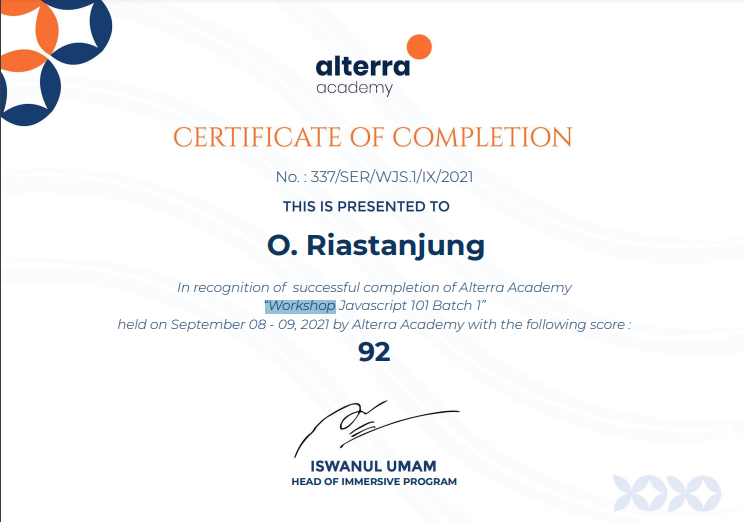 alterra
academy
CERTIFICATE OF COMPLETION
No. : 337/SER/WJS.1/IX/2021
THIS IS PRESENTED TO
O. Riastanjung
In recognition of successful completion of Alterra Academy
“Workshop Javascript 101 Batch 1”
held on September 08 - 09, 2021 by Alterra Academy with the following score :
92
ISWANUL UMAM
HEAD OF IMMERSIVE PROGRAM